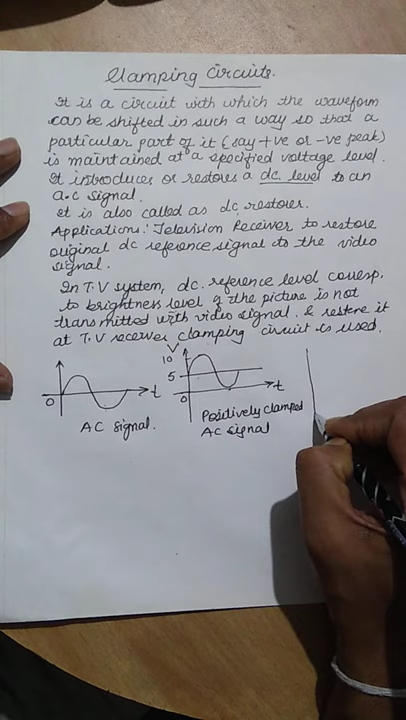 Clamping Circuits.
It is a circuit with which the waveform
can be shifted in such a way so that a
particular part of it (say +ve or -ve peak)
is maintained at a specified voltage level.
It introduces or restores a dc level to an
a.c signal.
It is also called as dc restorer.
Applications: Television Receiver to restore
original dc reference signal to the video
signal.
In T.V system, dc. reference level corresp.
to brightness level of the picture is not
transmitted with video signal. & restore it
at T.V receiver clamping circuit is used.
V
10
5
0
t
0
t
AC signal.
Positively clamped
AC signal